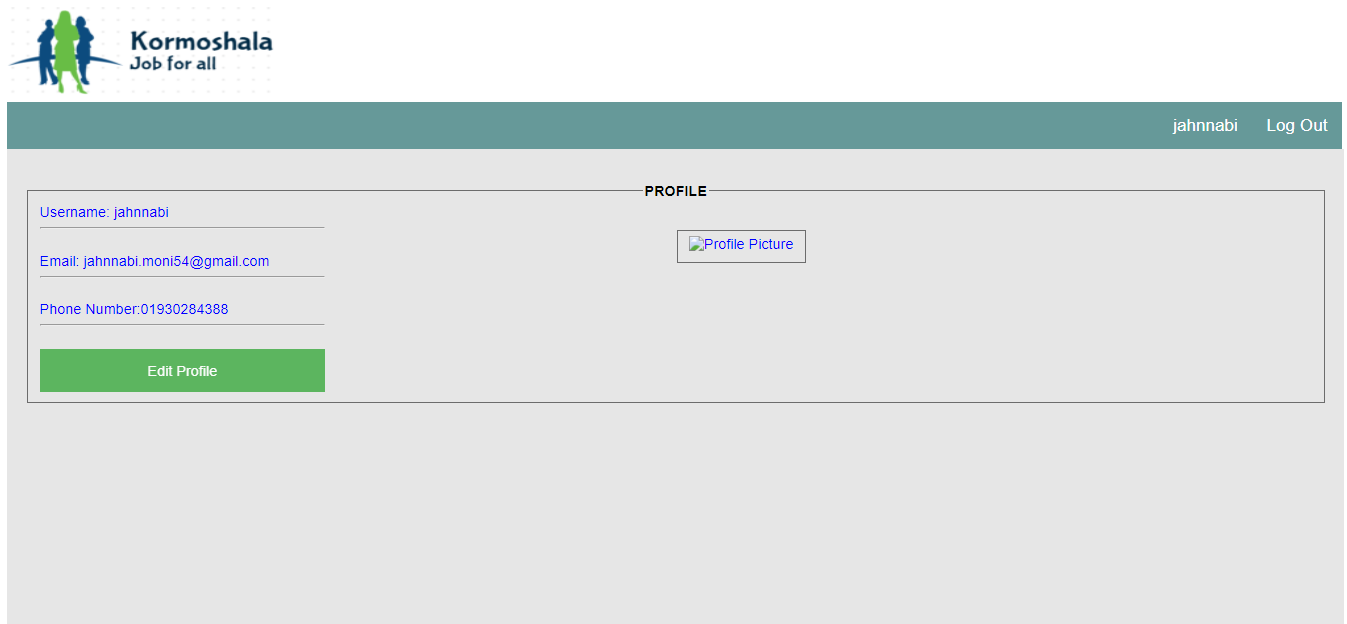 Kormoshala
Job for all
jahnnabi Log Out
PROFILE
Username: jahnnabi
Profile Picture
Email: jahnnabi.moni54@gmail.com
Phone Number:01930284388
Edit Profile